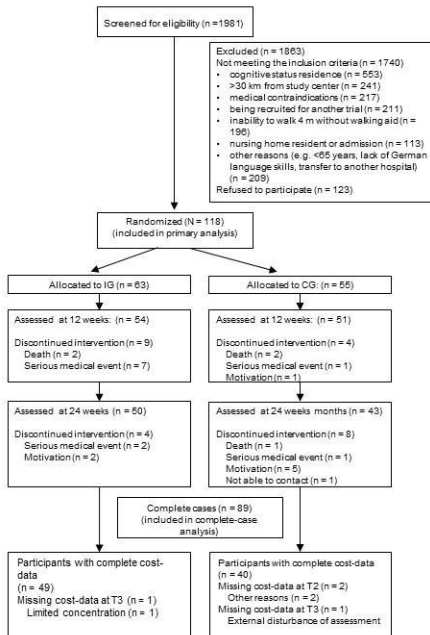 Screened for eligibility (n =1981)
Excluded (n = 1863)
Not meeting the inclusion criteria (n = 1740)
• cognitive status residence (n = 553)
• >30 km from study center (n = 241)
• medical contraindications (n = 217)
• being recruited for another trial (n = 211)
• inability to walk 4 m without walking aid (n =
196)
• nursing home resident or admission (n = 113)
• other reasons (e.g. <65 years, lack of German
language skills, transfer to another hospital)
(n = 209)
Refused to participate (n = 123)
Randomized (N = 118)
(included in primary analysis)
Allocated to IG (n = 63)
Allocated to CG: (n = 55)
Assessed at 12 weeks: (n = 54)
Discontinued intervention (n = 9)
Death (n = 2)
Serious medical event (n = 7)
Assessed at 12 weeks: (n = 51)
Discontinued intervention (n = 4)
Death (n = 2)
Serious medical event (n = 1)
Motivation (n = 1)
Assessed at 24 weeks (n = 50)
Discontinued intervention (n = 4)
Serious medical event (n = 2)
Motivation (n = 2)
Assessed at 24 weeks months (n = 43)
Discontinued intervention (n = 8)
Death (n = 1)
Serious medical event (n = 1)
Motivation (n = 5)
Not able to contact (n = 1)
Complete cases (n = 89)
(included in complete-case
analysis)
Participants with complete cost-
data
(n = 49)
Missing cost-data at T3 (n = 1)
Limited concentration (n = 1)
Participants with complete cost-data
(n = 40)
Missing cost-data at T2 (n = 2)
Other reasons (n = 2)
Missing cost-data at T3 (n = 1)
External disturbance of assessment